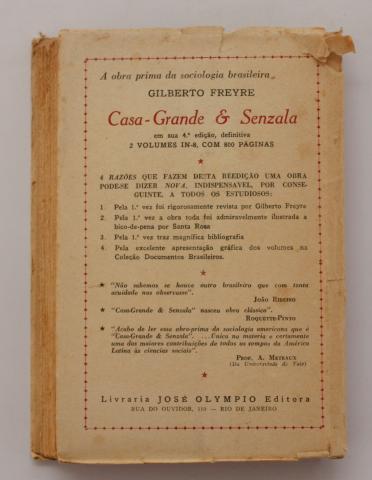 A obra prima da sociologia brasileira
GILBERTO FREYRE
Casa-Grande & Senzala
em sua 4.ª edição, definitiva
2 VOLUMES IN-8, COM 800 PÁGINAS
4 RAZÕES QUE FAZEM DESTA REEDIÇÃO UMA OBRA
PODE-SE DIZER NOVA, INDISPENSAVEL, POR CONSE-
GUINTE, A TODOS OS ESTUDIOSOS:
1. Pela 1.ª vez foi rigorosamente revista por Gilberto Freyre
2. Pela 1.ª vez a obra toda foi admiravelmente ilustrada a
bico-de-pena por Santa Rosa
3. Pela 1.ª vez traz magnífica bibliografia
4. Pela excelente apresentação gráfica dos volumes na
Coleção Documentos Brasileiros.
"Não sabemos se houve outro brasileiro que com tanta
acuidade nos observasse".
João Ribeiro
"Casa-Grande & Senzala" nasceu obra clássica".
Roquette-Pinto
"Acabo de ler essa obra-prima da sociologia americana que é
"Casa-Grande & Senzala". ...Unica na materia e certamente
uma das maiores contribuições de todos os tempos da América
Latina às ciencias sociais".
Prof. A. Metraux
(Da Universidade de Yale)
Livraria JOSÉ OLYMPIO Editora
RUA DO OUVIDOR, 110 — RIO DE JANEIRO